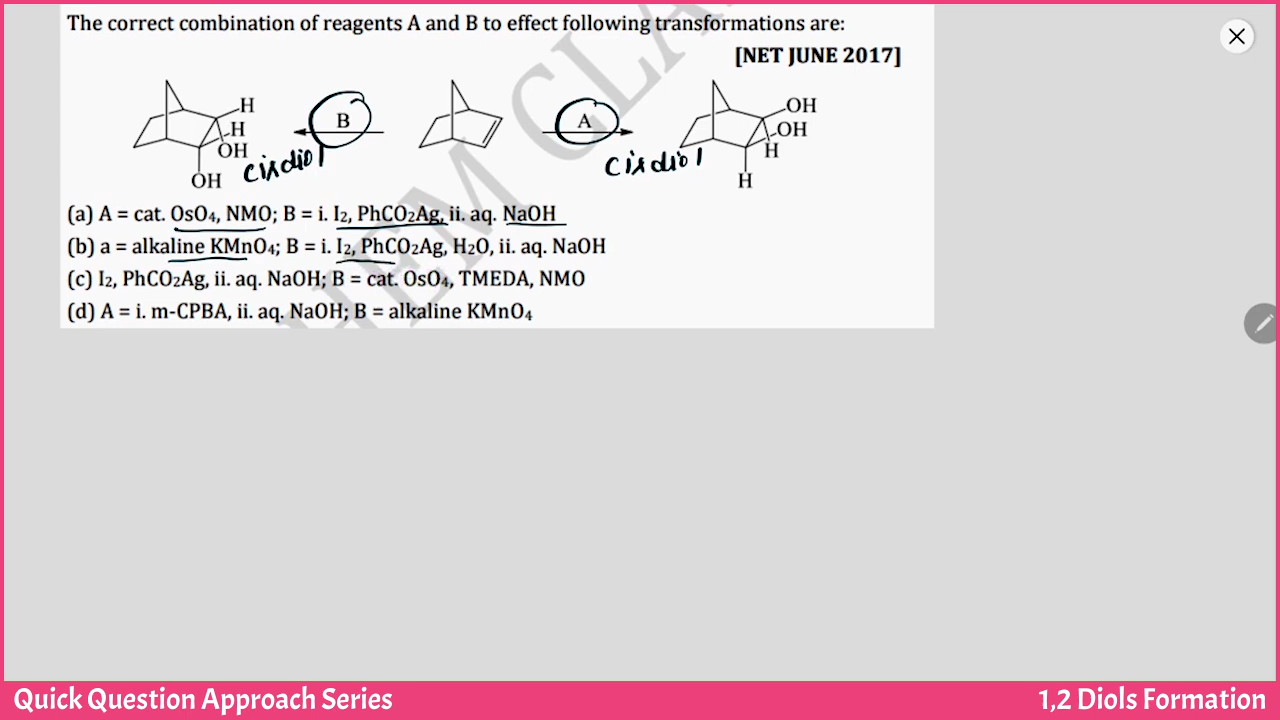 The correct combination of reagents A and B to effect following transformations are:
[NET JUNE 2017]
H H OH OH B A OH OH H H
cisdiol cisdiol
(a) A = cat. OsO₄, NMO; B = i. I₂, PhCO₂Ag, ii. aq. NaOH
(b) a = alkaline KMnO₄; B = i. I₂, PhCO₂Ag, H₂O, ii. aq. NaOH
(c) I₂, PhCO₂Ag, ii. aq. NaOH; B = cat. OsO₄, TMEDA, NMO
(d) A = i. m-CPBA, ii. aq. NaOH; B = alkaline KMnO₄
Quick Question Approach Series
1,2 Diols Formation